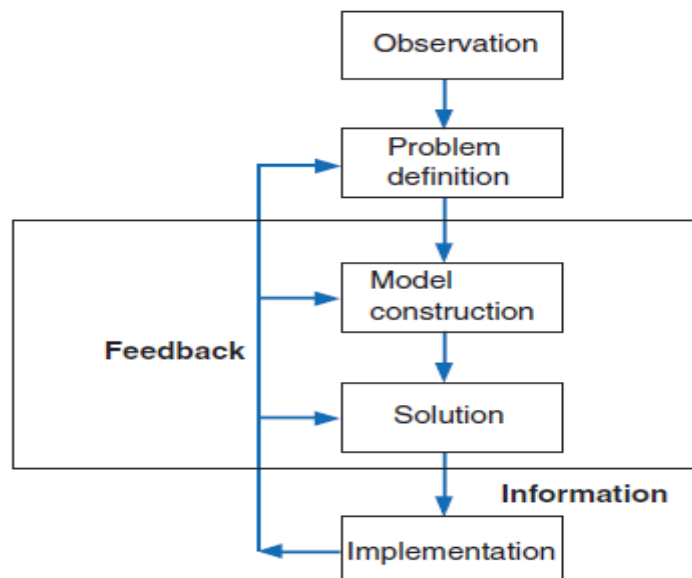 Observation
Problem
definition
Model
construction
Feedback
Solution
Information
Implementation